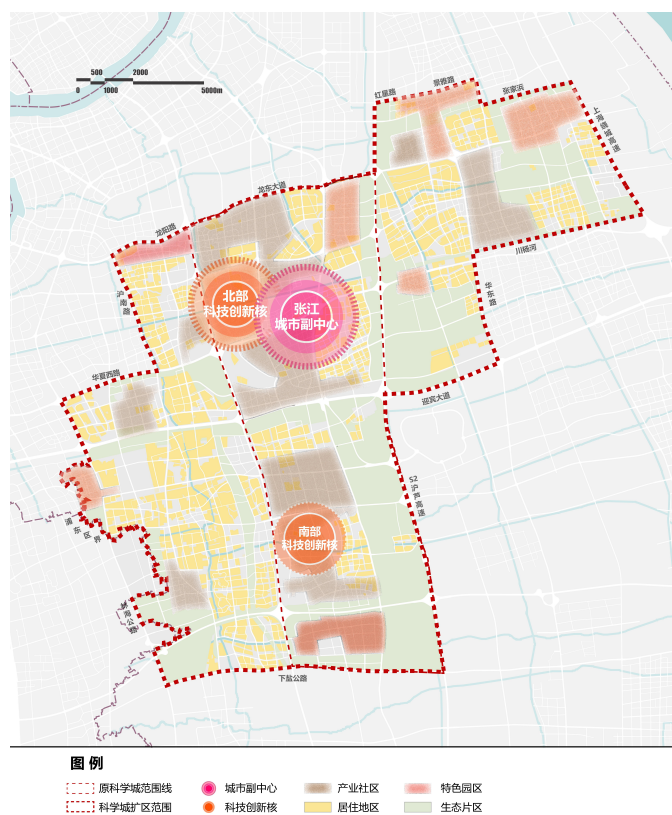 红星路
景雅路
张家浜
上海绕城高速
500
2000
0
1000
5000m
龙东大道
龙阳路
沪南路
川杨河
华东路
北部
科技创新核
张江
城市副中心
华夏西路
迎宾大道
S2
沪芦高速
浦东区界
南部
科技创新核
林海公路
下盐公路
图 例
原科学城范围线
城市副中心
产业社区
特色园区
科学城扩区范围
科技创新核
居住地区
生态片区